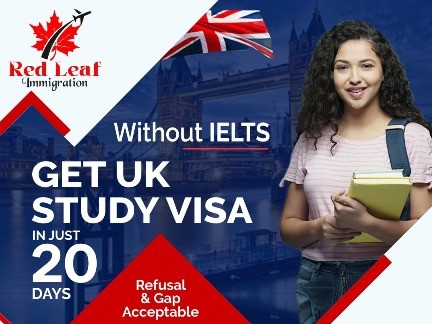 Red Leaf
Immigration
Without IELTS
GET UK
STUDY VISA
IN JUST
20
DAYS
Refusal
& Gap
Acceptable